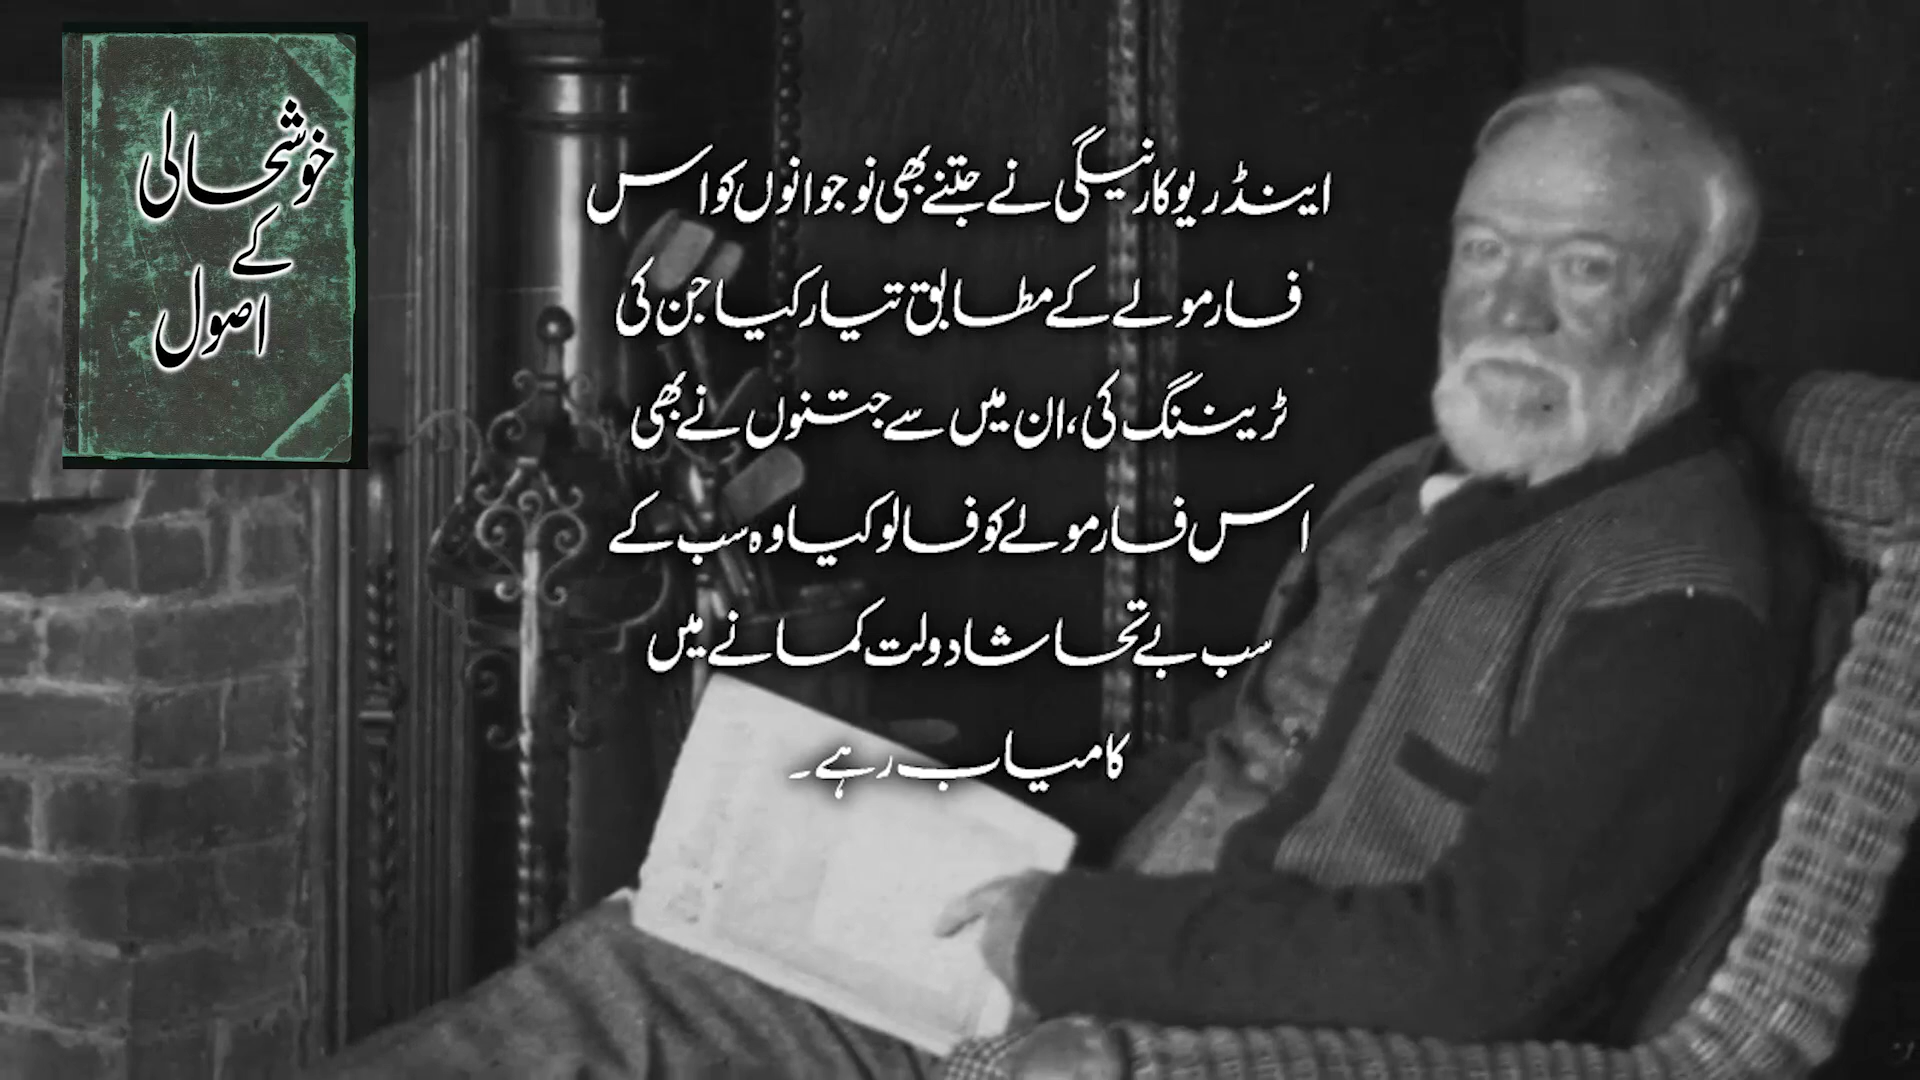 خوشحالی
کے
اصول
اینڈریو کارنیگی نے جتنے بھی نوجوانوں کو اس
فارمولے کے مطابق تیار کیا جن کی
ٹریننگ کی، ان میں سے جتنوں نے بھی
اس فارمولے کو فالو کیا وہ سب کے
سب بے تحاشا دولت کمانے میں
کامیاب رہے۔